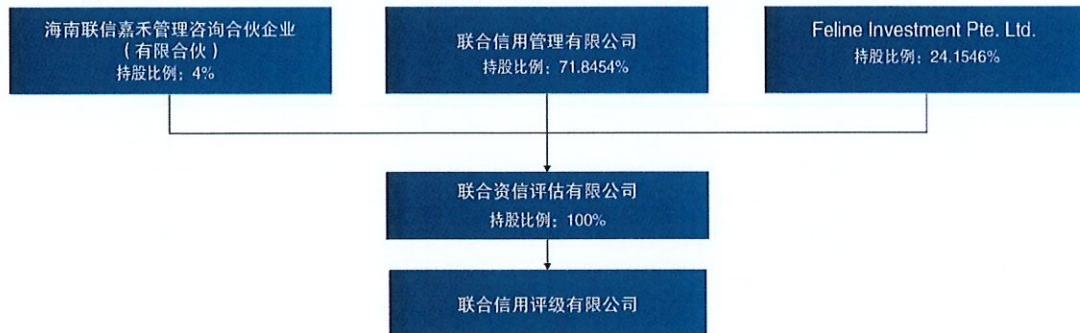 海南联信嘉禾管理咨询合伙企业
（有限合伙）
持股比例：4%
联合信用管理有限公司
持股比例：71.8454%
Feline Investment Pte. Ltd.
持股比例：24.1546%
联合资信评估有限公司
持股比例：100%
联合信用评级有限公司